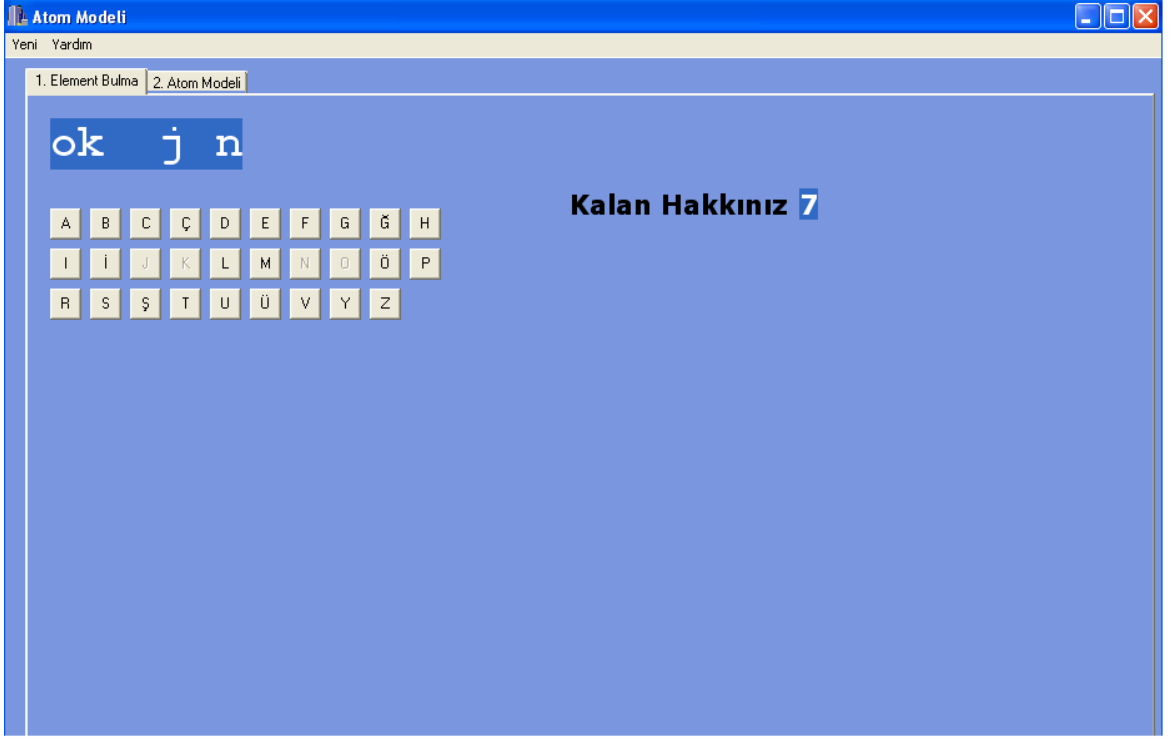 Atom Modeli
Yeni Yardım
1. Element Bulma 2. Atom Modeli
ok  j n
Kalan Hakkınız 7
A B C Ç D E F G Ğ H
I İ J K L M N O Ö P
R S Ş T U Ü V Y Z